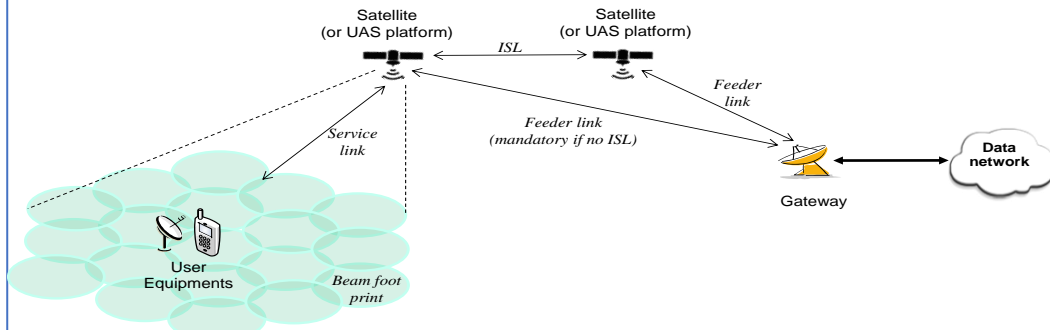 Satellite
(or UAS platform)
Satellite
(or UAS platform)
ISL
Feeder
link
Feeder link
(mandatory if no ISL)
Service
link
Data
network
Gateway
User
Equipments
Beam foot
print